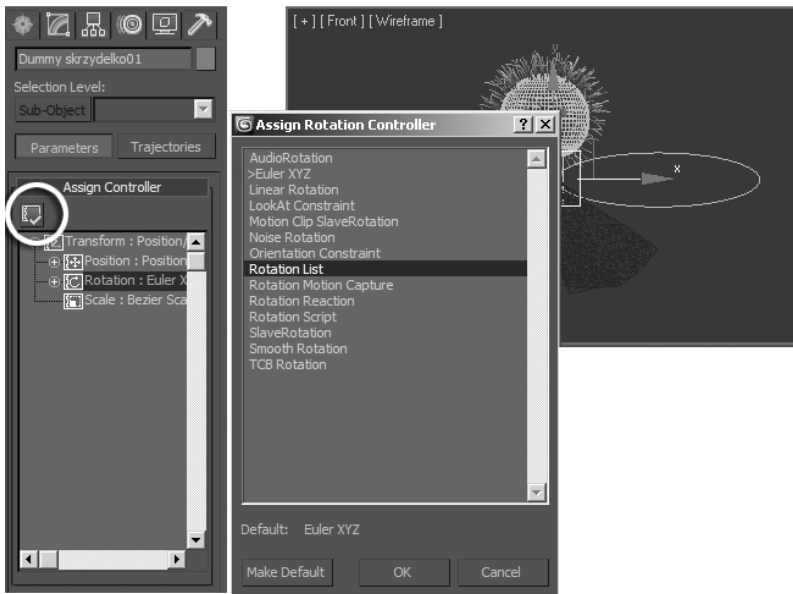 Dummy skrzydelko01
Selection Level:
Sub-Object
Parameters
Trajectories
Assign Controller
Transform : Position/
Position : Position
Rotation : Euler X
Scale : Bezier Sca
Assign Rotation Controller
AudioRotation
>Euler XYZ
Linear Rotation
LookAt Constraint
Motion Clip SlaveRotation
Noise Rotation
Orientation Constraint
Rotation List
Rotation Motion Capture
Rotation Reaction
Rotation Script
SlaveRotation
Smooth Rotation
TCB Rotation
Default: Euler XYZ
Make Default
OK
Cancel
[ + ] [ Front ] [ Wireframe ]
y
x